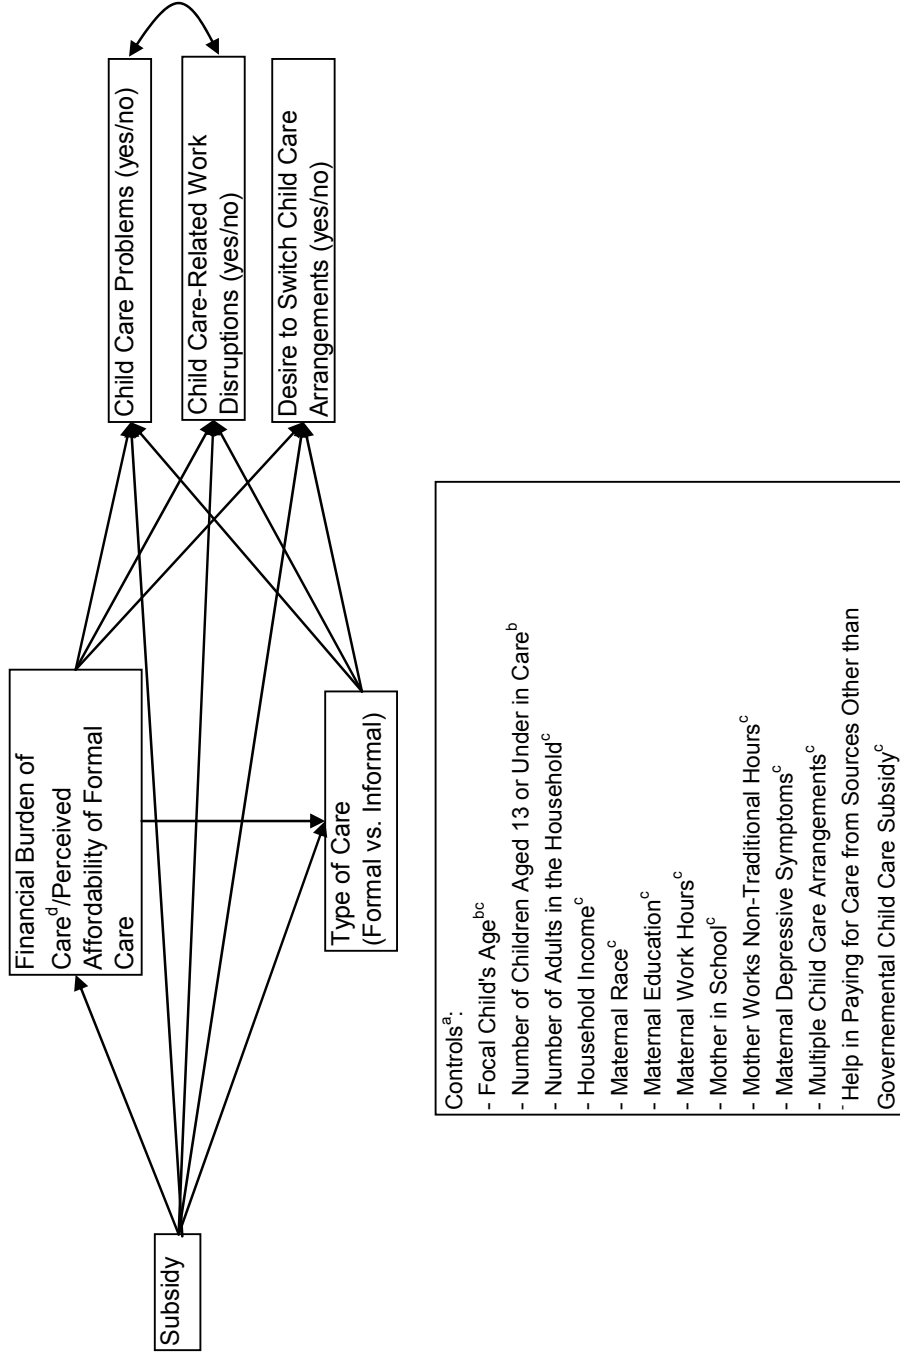 Subsidy
Financial Burden of
Care^d/Perceived
Affordability of Formal
Care
Type of Care
(Formal vs. Informal)
Child Care Problems (yes/no)
Child Care-Related Work
Disruptions (yes/no)
Desire to Switch Child Care
Arrangements (yes/no)
Controls^a:
- Focal Child's Age^bc
- Number of Children Aged 13 or Under in Care^b
- Number of Adults in the Household^c
- Household Income^c
- Maternal Race^c
- Maternal Education^c
- Maternal Work Hours^c
- Mother in School^c
- Mother Works Non-Traditional Hours^c
- Maternal Depressive Symptoms^c
- Multiple Child Care Arrangements^c
- Help in Paying for Care from Sources Other than
Governemental Child Care Subsidy^c